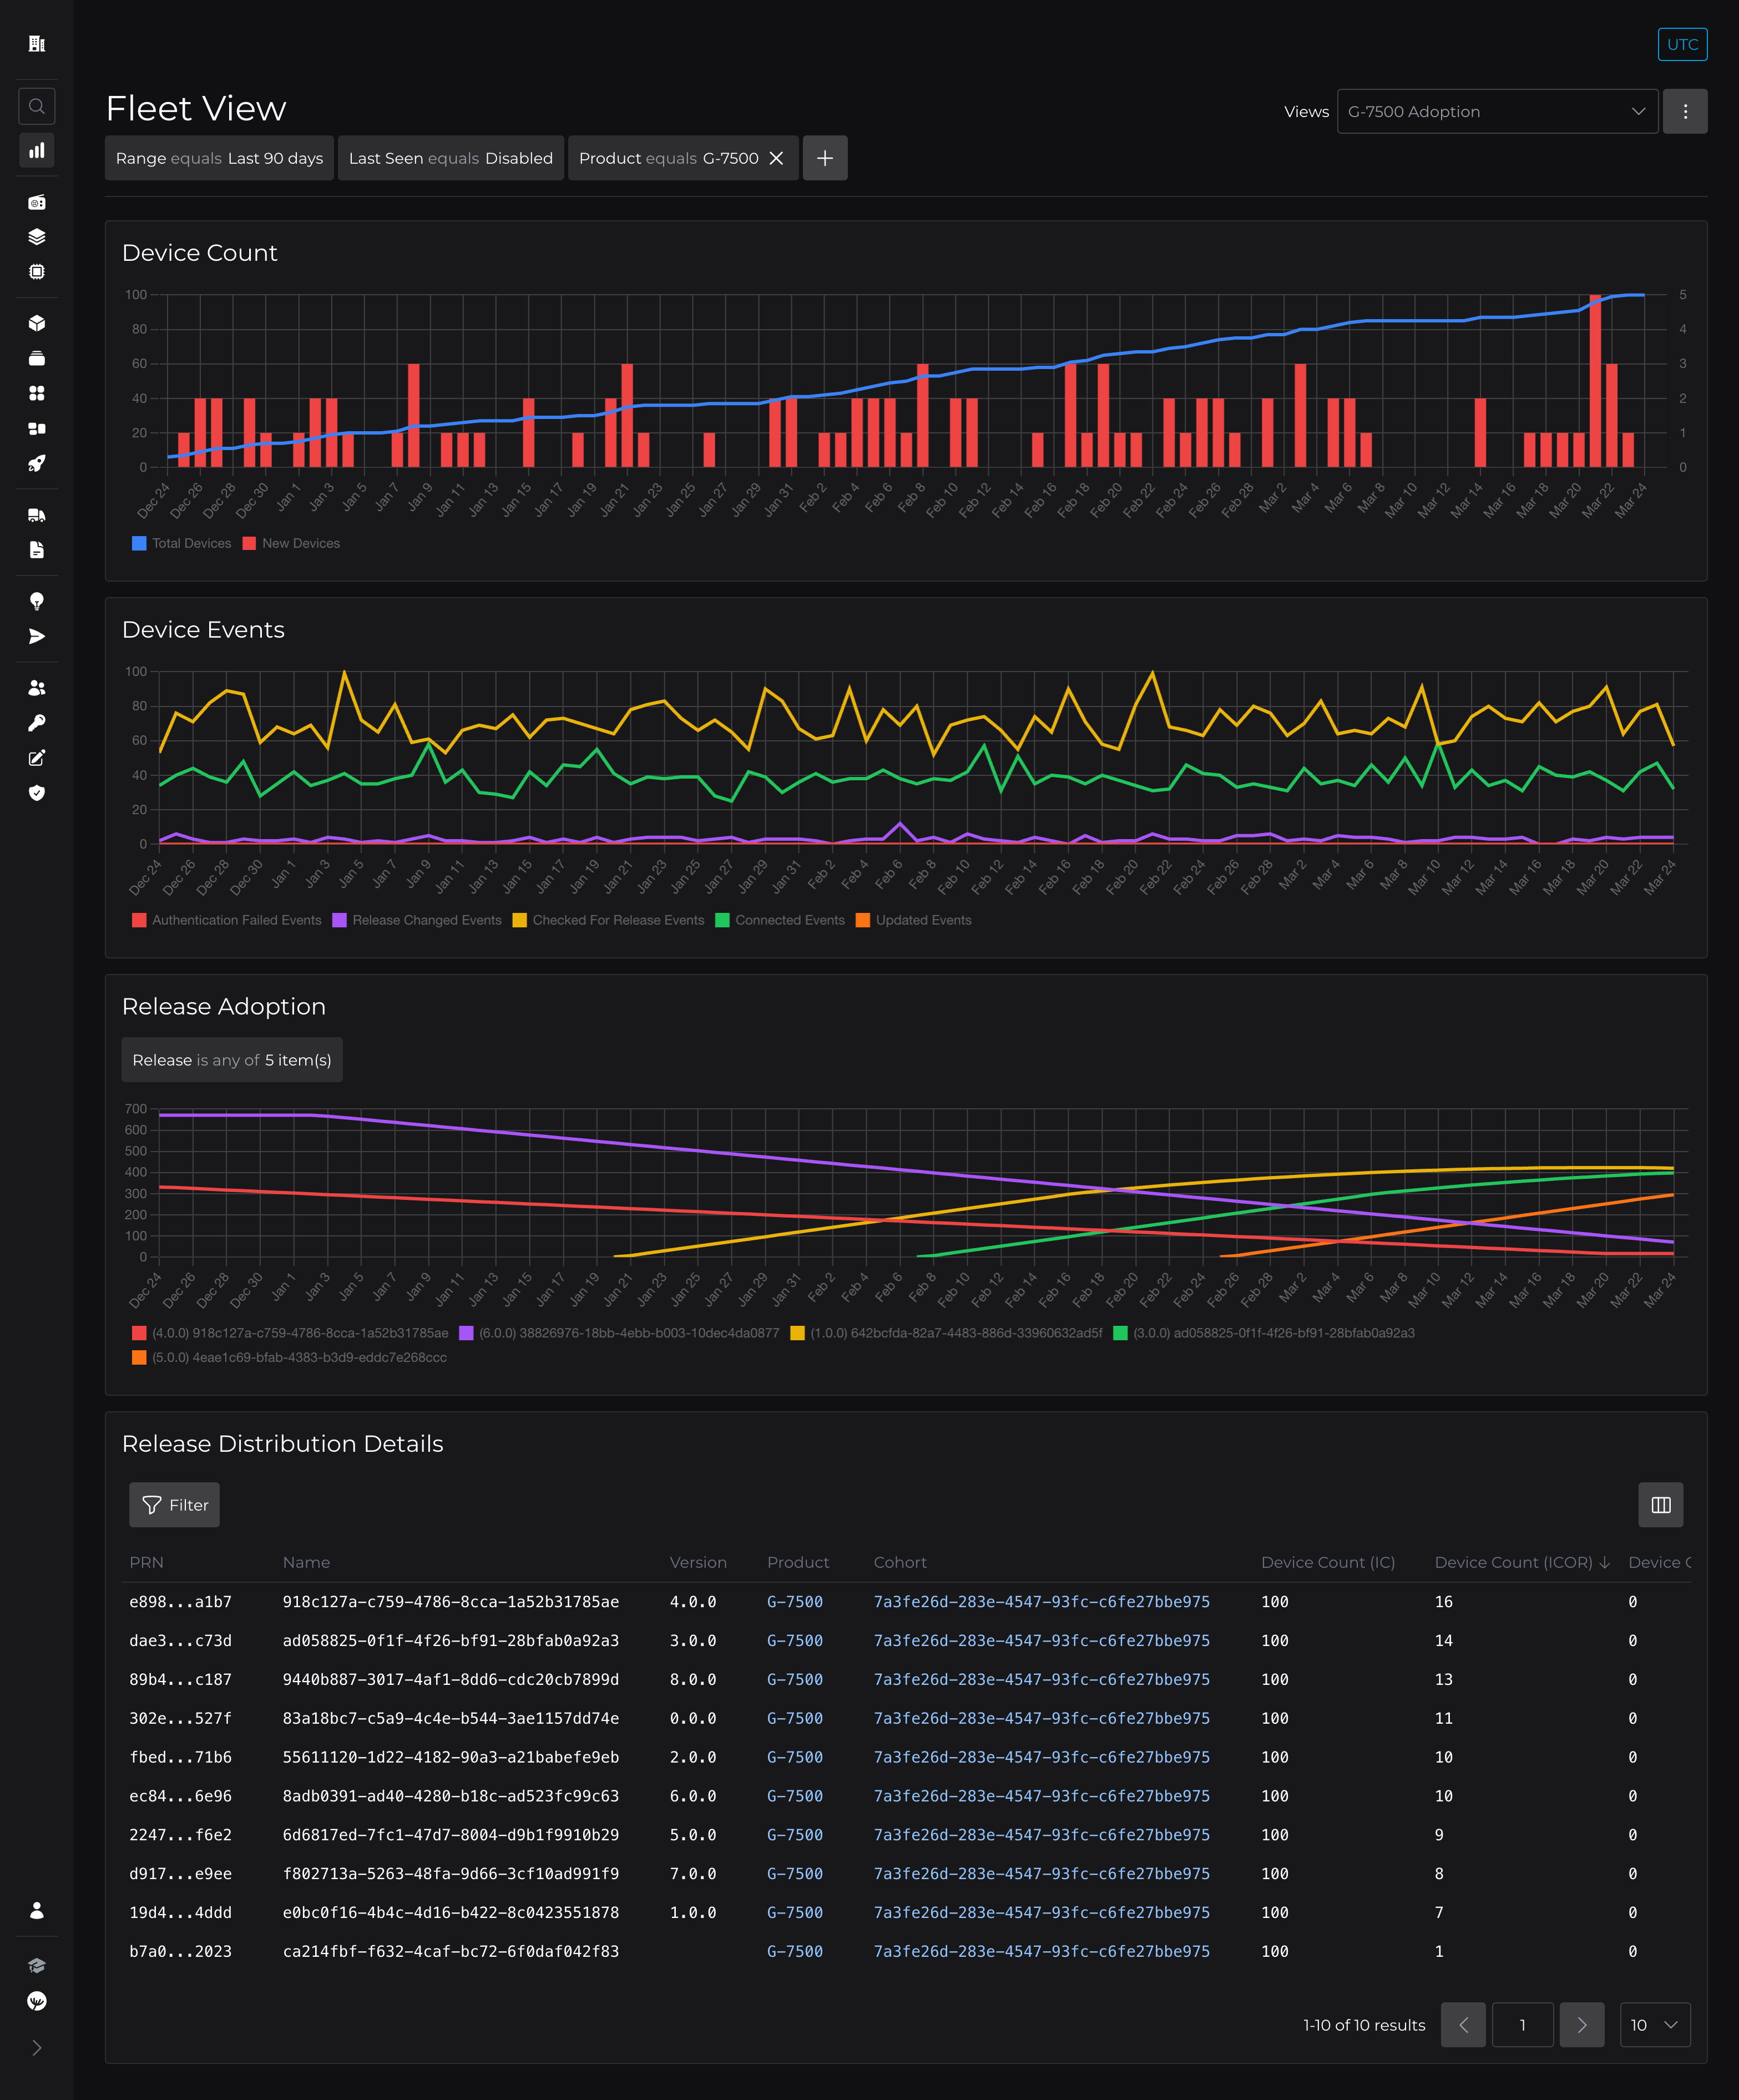 UTC
Fleet View
Views G-7500 Adoption
Range equals Last 90 days Last Seen equals Disabled Product equals G-7500
Device Count
100 5
80 4
60 3
40 2
20 1
0 0
Dec 24 Dec 26 Dec 28 Dec 30 Jan 1 Jan 3 Jan 5 Jan 7 Jan 9 Jan 11 Jan 13 Jan 15 Jan 17 Jan 19 Jan 21 Jan 23 Jan 25 Jan 27 Jan 29 Jan 31 Feb 2 Feb 4 Feb 6 Feb 8 Feb 10 Feb 12 Feb 14 Feb 16 Feb 18 Feb 20 Feb 22 Feb 24 Feb 26 Feb 28 Mar 2 Mar 4 Mar 6 Mar 8 Mar 10 Mar 12 Mar 14 Mar 16 Mar 18 Mar 20 Mar 22 Mar 24
Total Devices New Devices
Device Events
100
80
60
40
20
0
Dec 24 Dec 26 Dec 28 Dec 30 Jan 1 Jan 3 Jan 5 Jan 7 Jan 9 Jan 11 Jan 13 Jan 15 Jan 17 Jan 19 Jan 21 Jan 23 Jan 25 Jan 27 Jan 29 Jan 31 Feb 2 Feb 4 Feb 6 Feb 8 Feb 10 Feb 12 Feb 14 Feb 16 Feb 18 Feb 20 Feb 22 Feb 24 Feb 26 Feb 28 Mar 2 Mar 4 Mar 6 Mar 8 Mar 10 Mar 12 Mar 14 Mar 16 Mar 18 Mar 20 Mar 22 Mar 24
Authentication Failed Events Release Changed Events Checked For Release Events Connected Events Updated Events
Release Adoption
Release is any of 5 item(s)
700
600
500
400
300
200
100
0
Dec 24 Dec 26 Dec 28 Dec 30 Jan 1 Jan 3 Jan 5 Jan 7 Jan 9 Jan 11 Jan 13 Jan 15 Jan 17 Jan 19 Jan 21 Jan 23 Jan 25 Jan 27 Jan 29 Jan 31 Feb 2 Feb 4 Feb 6 Feb 8 Feb 10 Feb 12 Feb 14 Feb 16 Feb 18 Feb 20 Feb 22 Feb 24 Feb 26 Feb 28 Mar 2 Mar 4 Mar 6 Mar 8 Mar 10 Mar 12 Mar 14 Mar 16 Mar 18 Mar 20 Mar 22 Mar 24
(4.0.0) 918c127a-c759-4786-8cca-1a52b31785ae (6.0.0) 38826976-18bb-4ebb-b003-10dec4da0877 (1.0.0) 642bcfda-82a7-4483-886d-33960632ad5f (3.0.0) ad058825-0f1f-4f26-bf91-28bfab0a92a3
(5.0.0) 4eae1c69-bfab-4383-b3d9-eddc7e268ccc
Release Distribution Details
Filter
PRN Name Version Product Cohort Device Count (IC) Device Count (ICOR) Device C
e898...a1b7 918c127a-c759-4786-8cca-1a52b31785ae 4.0.0 G-7500 7a3fe26d-283e-4547-93fc-c6fe27bbe975 100 16 0
dae3...c73d ad058825-0f1f-4f26-bf91-28bfab0a92a3 3.0.0 G-7500 7a3fe26d-283e-4547-93fc-c6fe27bbe975 100 14 0
89b4...c187 9440b887-3017-4af1-8dd6-cdc20cb7899d 8.0.0 G-7500 7a3fe26d-283e-4547-93fc-c6fe27bbe975 100 13 0
302e...527f 83a18bc7-c5a9-4c4e-b544-3ae1157dd74e 0.0.0 G-7500 7a3fe26d-283e-4547-93fc-c6fe27bbe975 100 11 0
fbed...71b6 55611120-1d22-4182-90a3-a21babefe9eb 2.0.0 G-7500 7a3fe26d-283e-4547-93fc-c6fe27bbe975 100 10 0
ec84...6e96 8adb0391-ad40-4280-b18c-ad523fc99c63 6.0.0 G-7500 7a3fe26d-283e-4547-93fc-c6fe27bbe975 100 10 0
2247...f6e2 6d6817ed-7fc1-47d7-8004-d9b1f9910b29 5.0.0 G-7500 7a3fe26d-283e-4547-93fc-c6fe27bbe975 100 9 0
d917...e9ee f802713a-5263-48fa-9d66-3cf10ad991f9 7.0.0 G-7500 7a3fe26d-283e-4547-93fc-c6fe27bbe975 100 8 0
19d4...4ddd e0bc0f16-4b4c-4d16-b422-8c0423551878 1.0.0 G-7500 7a3fe26d-283e-4547-93fc-c6fe27bbe975 100 7 0
b7a0...2023 ca214fbf-f632-4caf-bc72-6f0daf042f83 G-7500 7a3fe26d-283e-4547-93fc-c6fe27bbe975 100 1 0
1-10 of 10 results 1 10